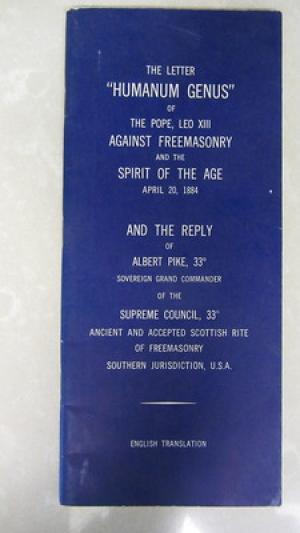 THE LETTER
"HUMANUM GENUS"
OF
THE POPE, LEO XIII
AGAINST FREEMASONRY
AND THE
SPIRIT OF THE AGE
APRIL 20, 1884
AND THE REPLY
OF
ALBERT PIKE, 33°
SOVEREIGN GRAND COMMANDER
OF THE
SUPREME COUNCIL, 33°
ANCIENT AND ACCEPTED SCOTTISH RITE
OF FREEMASONRY
SOUTHERN JURISDICTION, U.S.A.
ENGLISH TRANSLATION